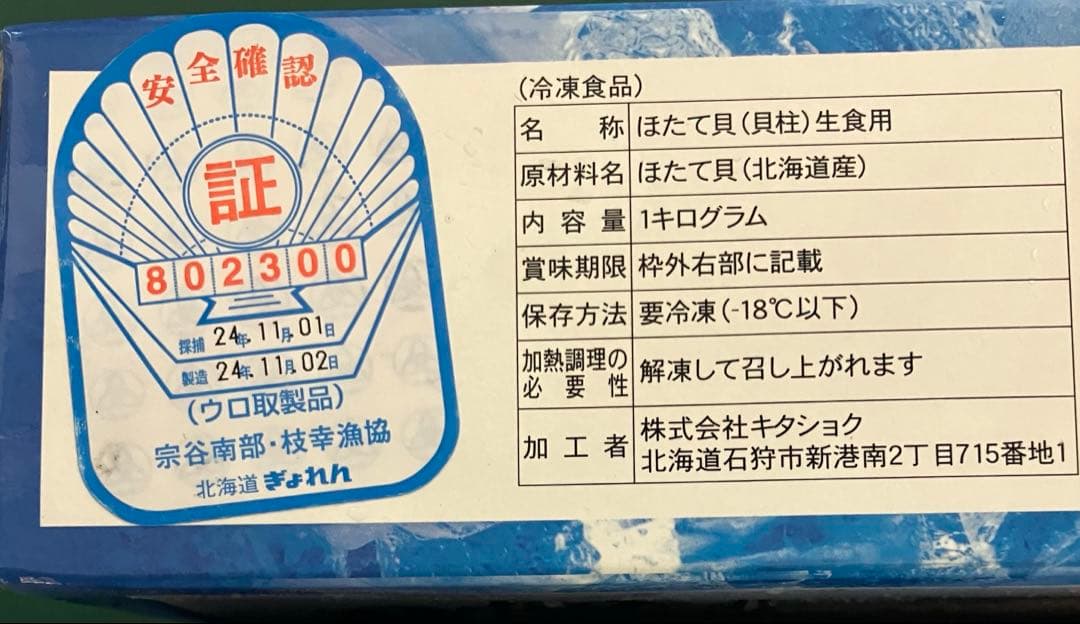 安全確認
証
802300
採捕 24年 11月 01日
製造 24年 11月 02日
(ウロ取製品)
宗谷南部・枝幸漁協
北海道 ぎょれん
(冷凍食品)
名称 ほたて貝(貝柱)生食用
原材料名 ほたて貝(北海道産)
内容量 1キログラム
賞味期限 枠外右部に記載
保存方法 要冷凍(-18℃以下)
加熱調理の
必要性 解凍して召し上がれます
加工者 株式会社キタショク
北海道石狩市新港南2丁目715番地1